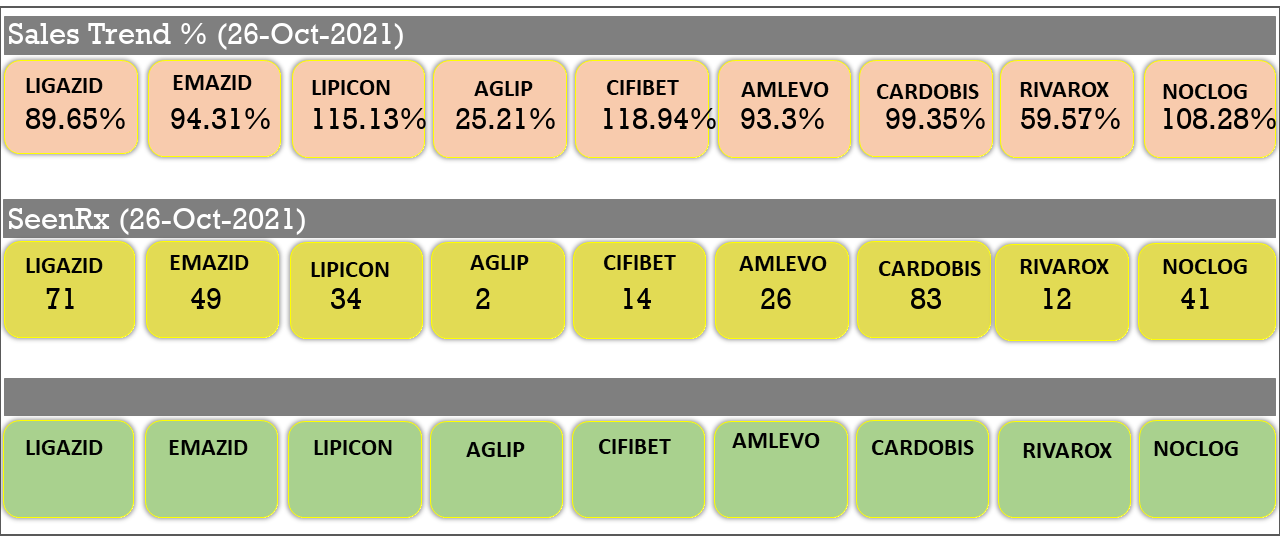 Sales Trend % (26-Oct-2021)
LIGAZID EMAZID LIPICON AGLIP CIFIBET AMLEVO CARDOBIS RIVAROX NOCLOG
89.65% 94.31% 115.13% 25.21% 118.94% 93.3% 99.35% 59.57% 108.28%
SeenRx (26-Oct-2021)
LIGAZID EMAZID LIPICON AGLIP CIFIBET AMLEVO CARDOBIS RIVAROX NOCLOG
71 49 34 2 14 26 83 12 41
LIGAZID EMAZID LIPICON AGLIP CIFIBET AMLEVO CARDOBIS RIVAROX NOCLOG